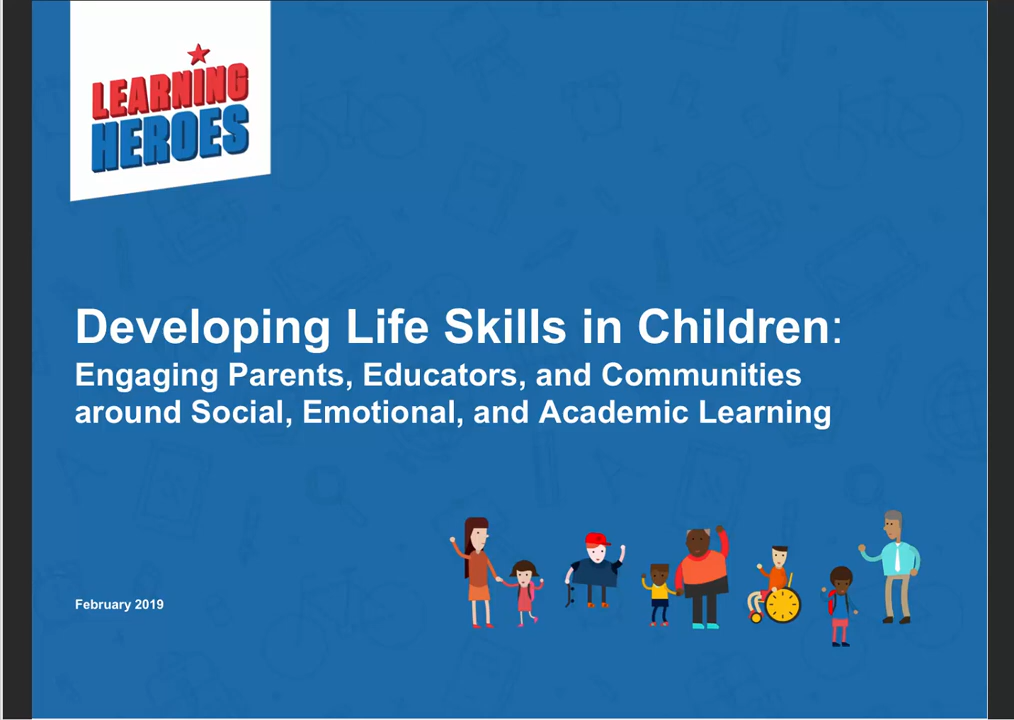 LEARNING
HEROES
Developing Life Skills in Children:
Engaging Parents, Educators, and Communities
around Social, Emotional, and Academic Learning
February 2019